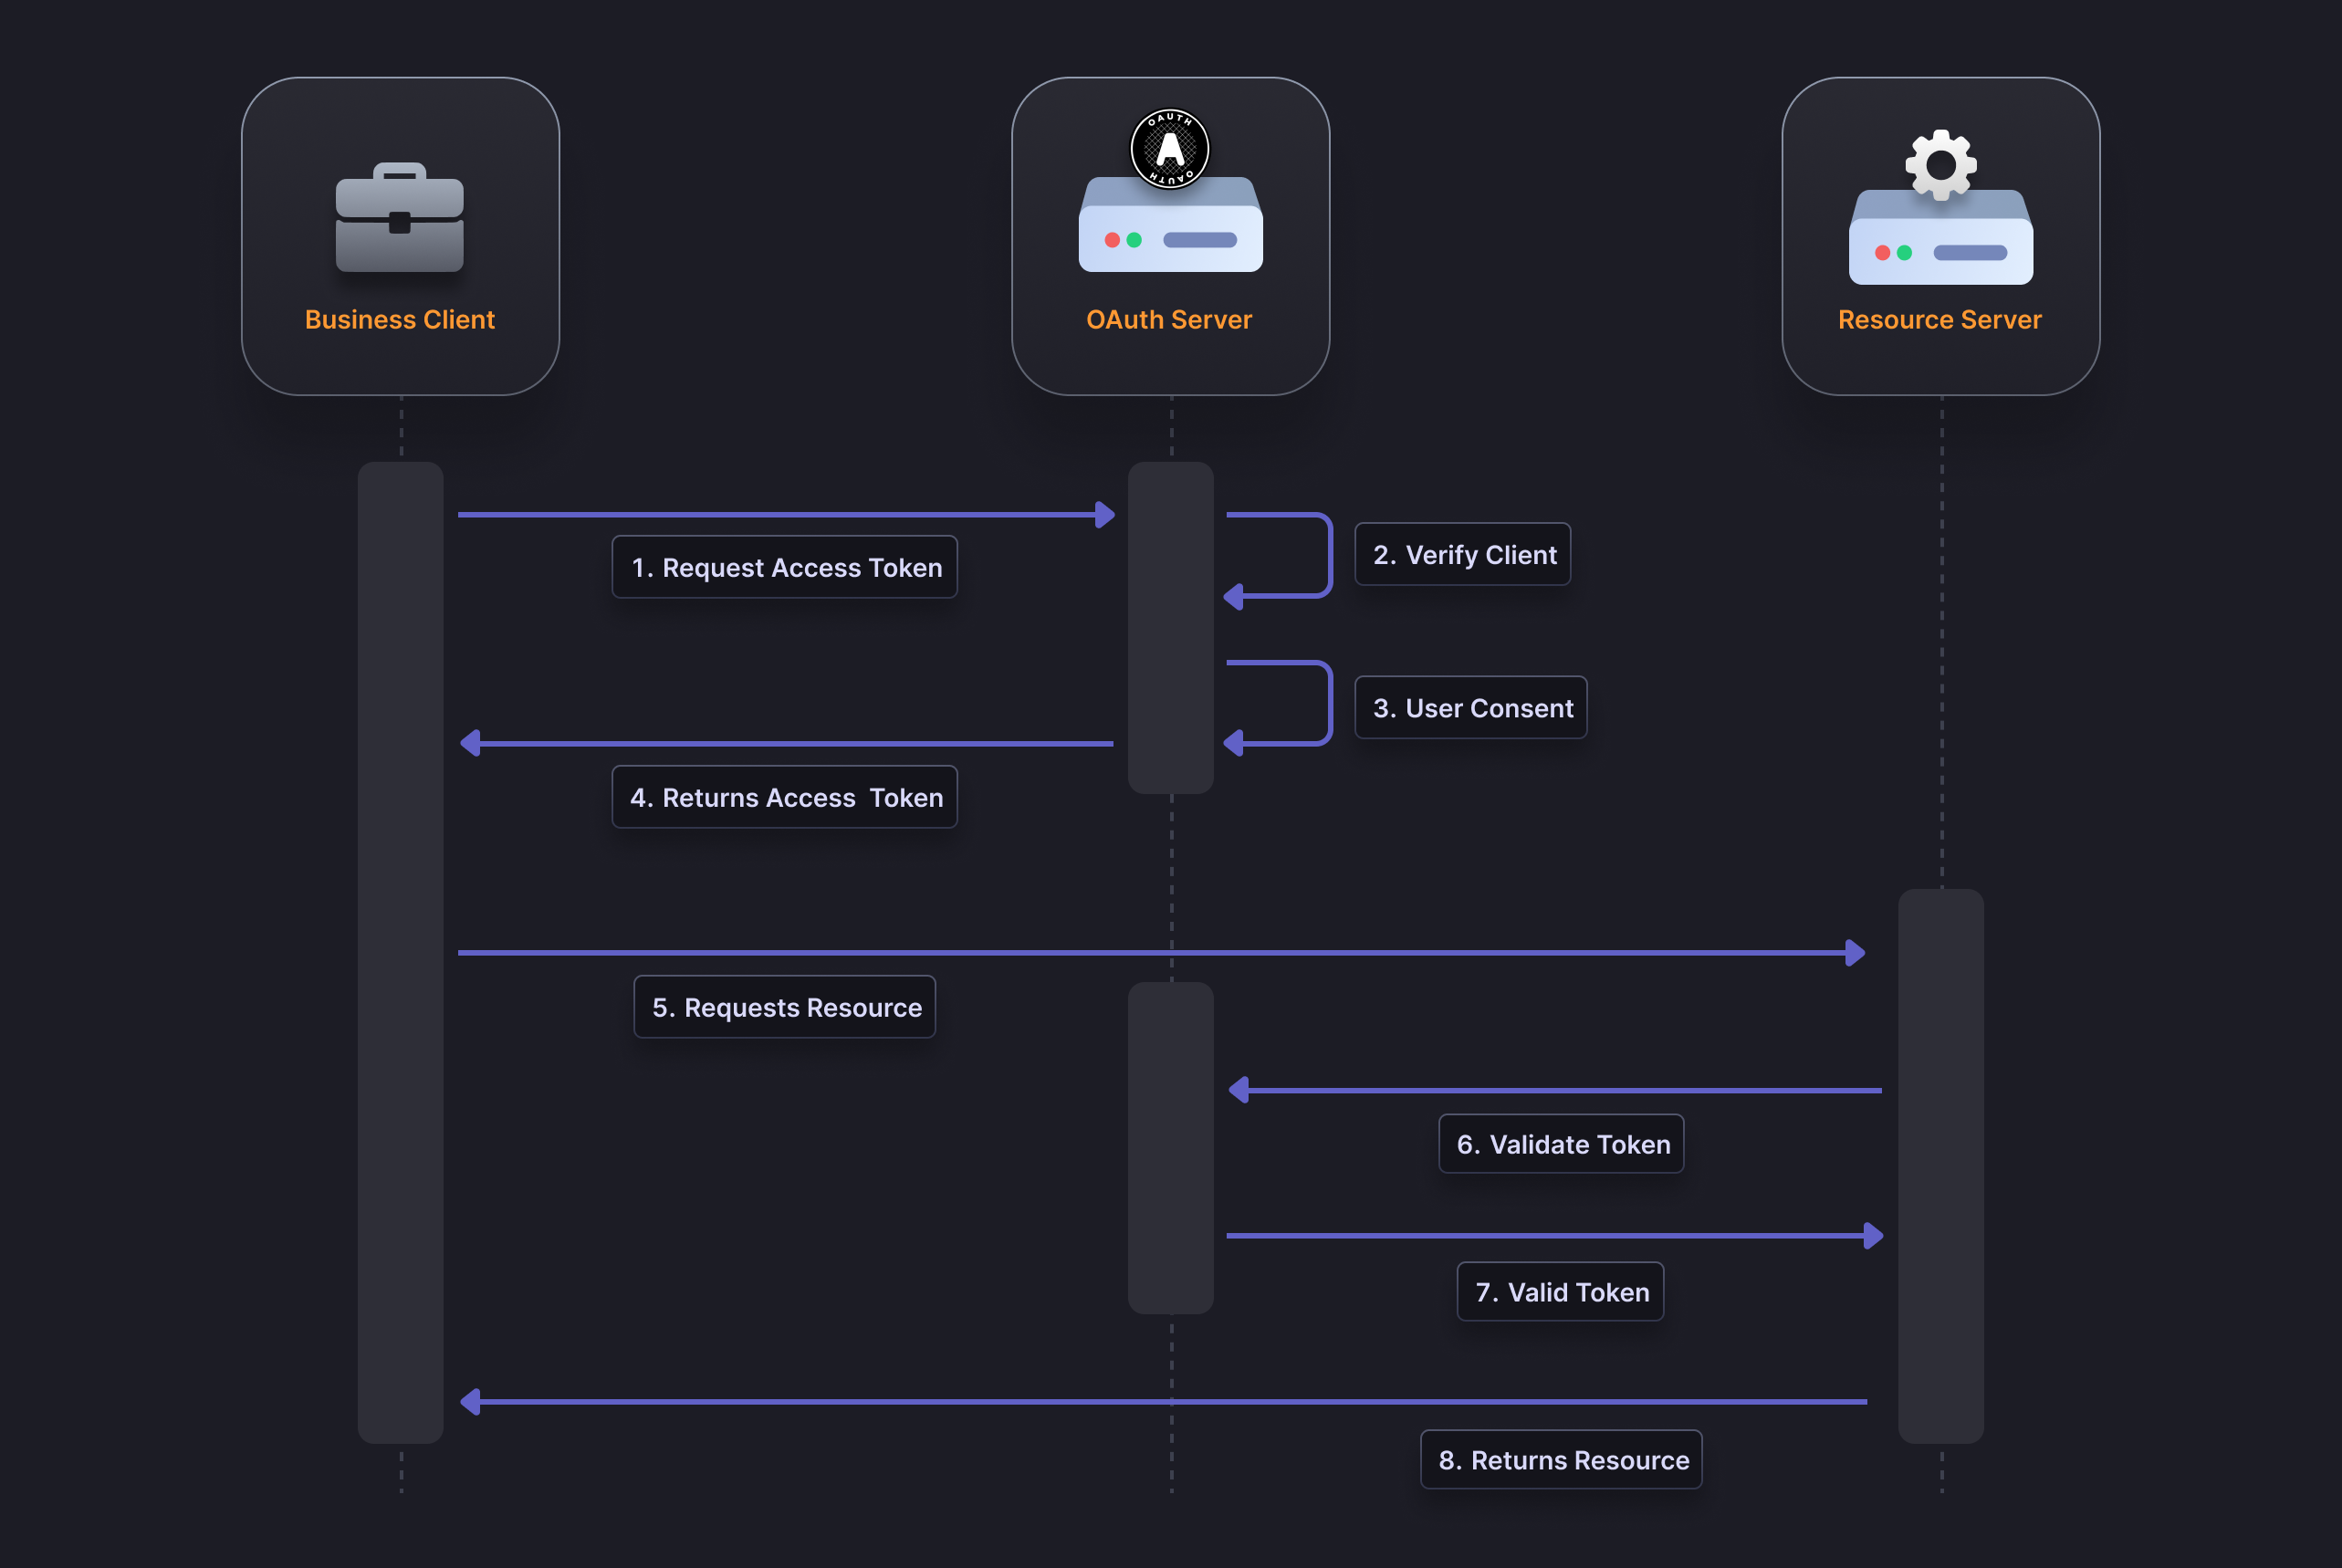 OAUTH
OAUTH
Business Client
OAuth Server
Resource Server
1. Request Access Token
2. Verify Client
3. User Consent
4. Returns Access  Token
5. Requests Resource
6. Validate Token
7. Valid Token
8. Returns Resource